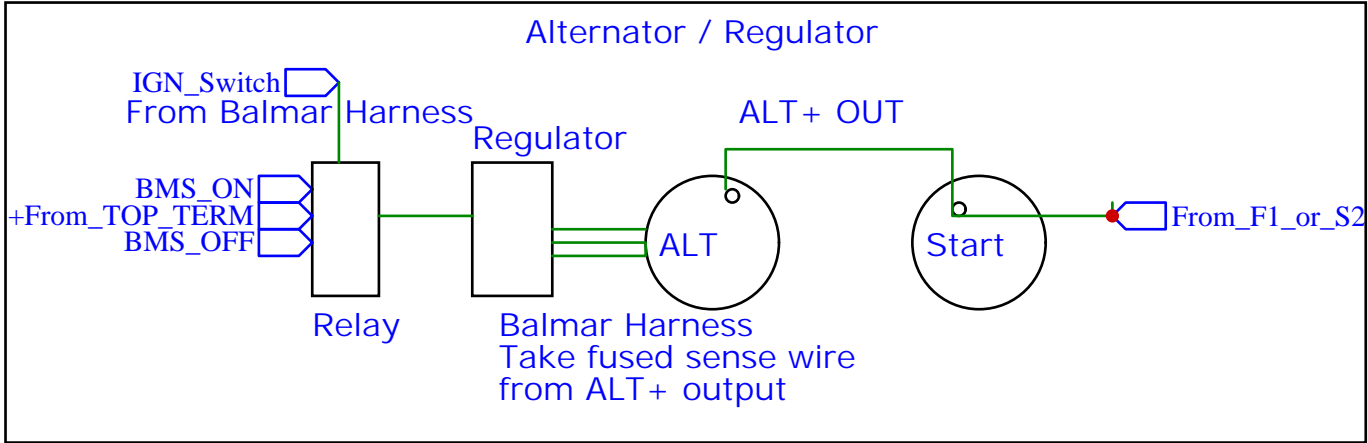 Alternator / Regulator
IGN_Switch
From Balmar Harness
ALT+ OUT
Regulator
BMS_ON
+From_TOP_TERM
BMS_OFF
ALT
Start
From_F1_or_S2
Relay
Balmar Harness
Take fused sense wire
from ALT+ output